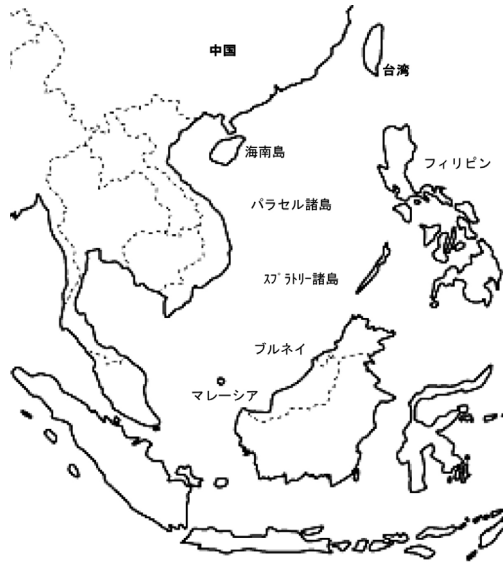 中国
台湾
海南島
フィリピン
パラセル諸島
ｽﾌﾟﾗﾄﾘｰ諸島
ブルネイ
マレーシア